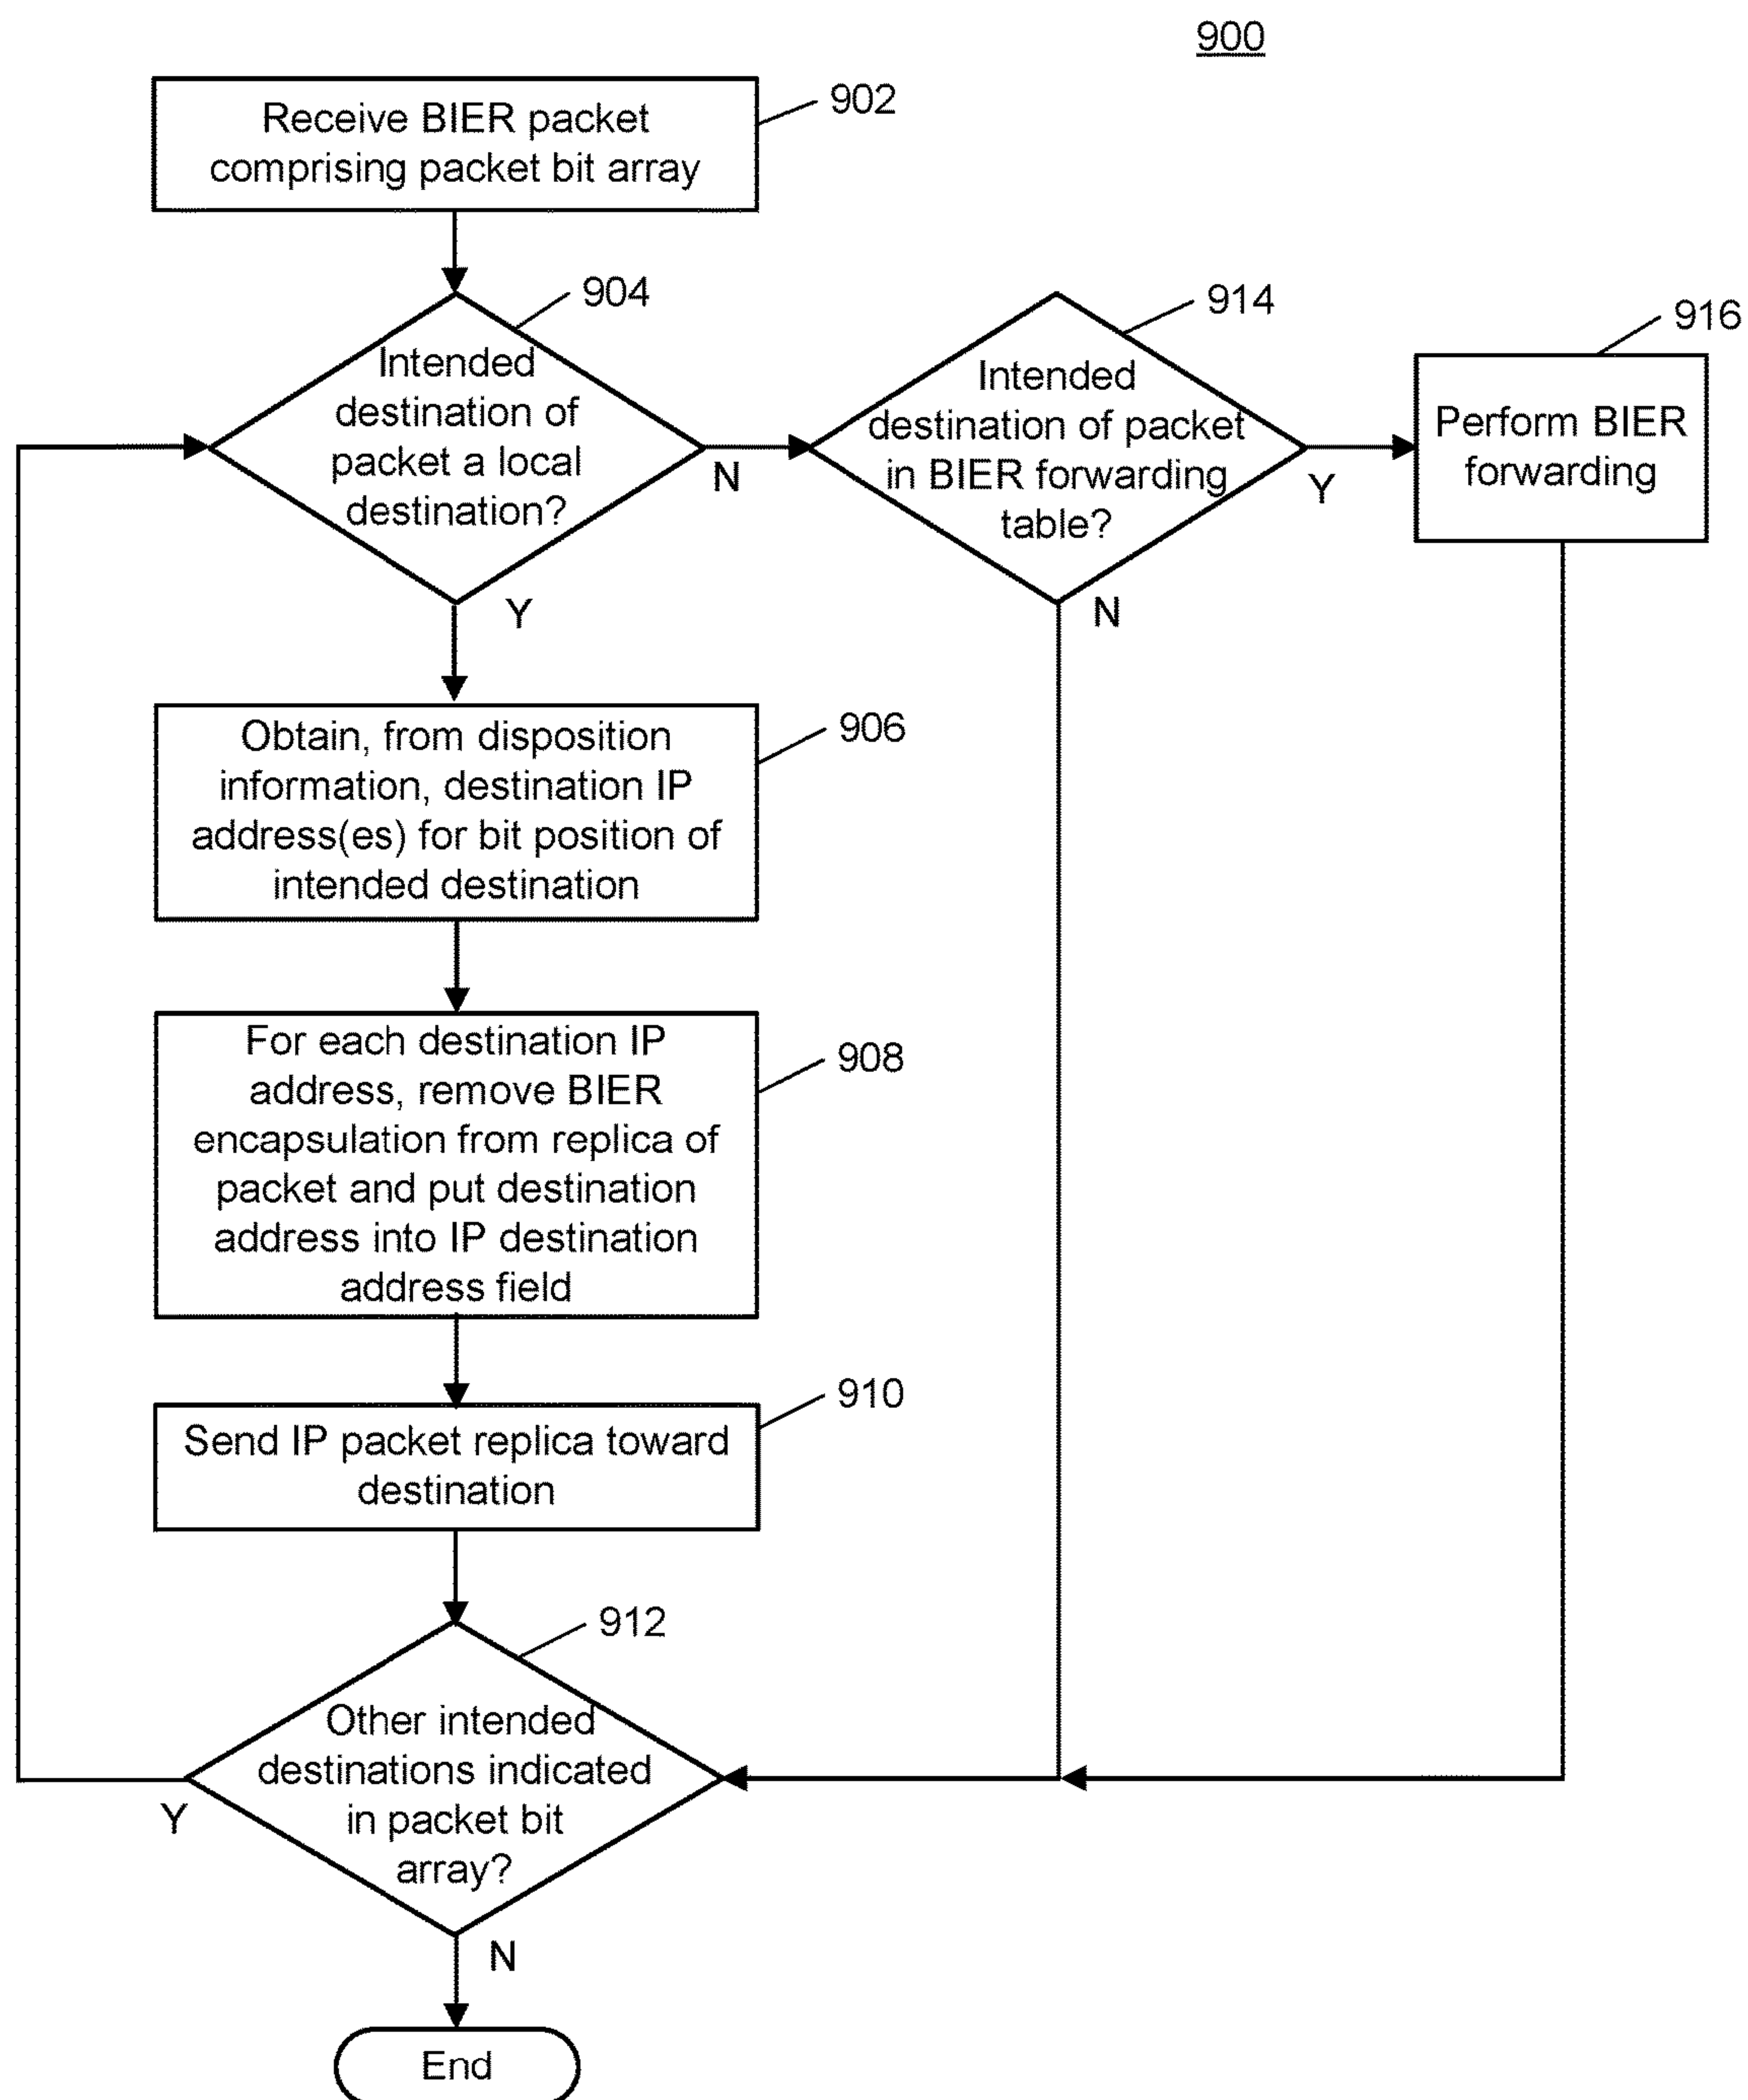 900
Receive BIER packet
comprising packet bit array
902
904
Intended
destination of
packet a local
destination?
N
Y
914
Intended
destination of packet
in BIER forwarding
table?
Y
N
916
Perform BIER
forwarding
Obtain, from disposition
information, destination IP
address(es) for bit position of
intended destination
906
For each destination IP
address, remove BIER
encapsulation from replica of
packet and put destination
address into IP destination
address field
908
Send IP packet replica toward
destination
910
912
Other intended
destinations indicated
in packet bit
array?
Y
N
End